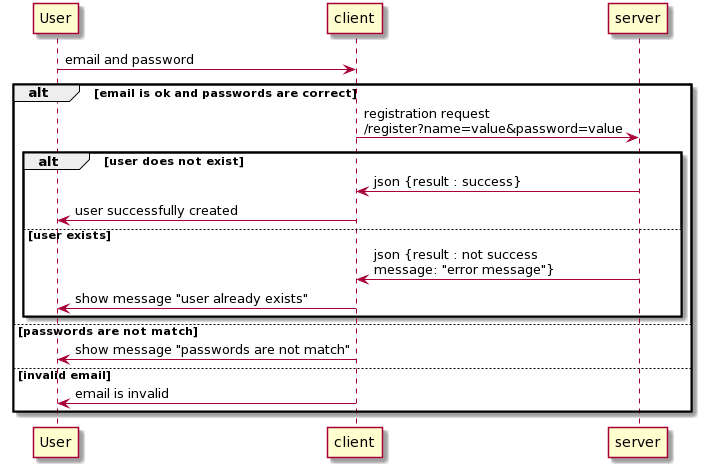 User client server
email and password
alt [email is ok and passwords are correct]
registration request
/register?name=value&password=value
alt [user does not exist]
json {result : success}
user successfully created
[user exists]
json {result : not success
message: "error message"}
show message "user already exists"
[passwords are not match]
show message "passwords are not match"
[invalid email]
email is invalid
User client server